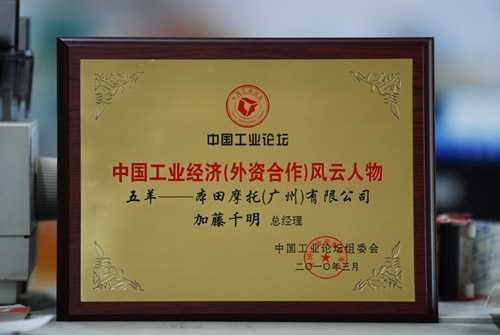 中国工业论坛
中国工业经济(外资合作)风云人物
五羊——本田摩托(广州)有限公司
加藤千明 总经理
中国工业论坛组委会
二〇一〇年三月